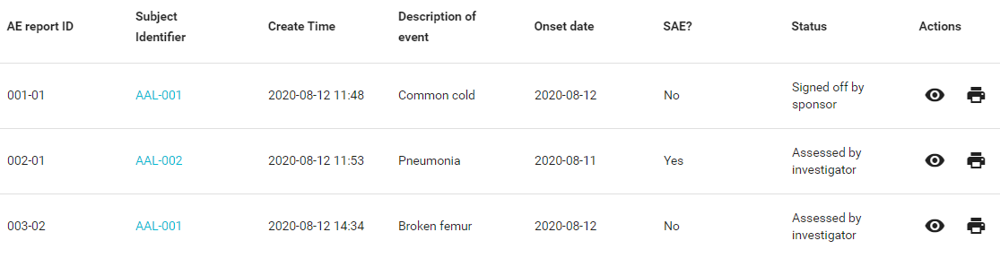 AE report ID Subject Identifier Create Time Description of event Onset date SAE? Status Actions
001-01 AAL-001 2020-08-12 11:48 Common cold 2020-08-12 No Signed off by sponsor
002-01 AAL-002 2020-08-12 11:53 Pneumonia 2020-08-11 Yes Assessed by investigator
003-02 AAL-001 2020-08-12 14:34 Broken femur 2020-08-12 No Assessed by investigator